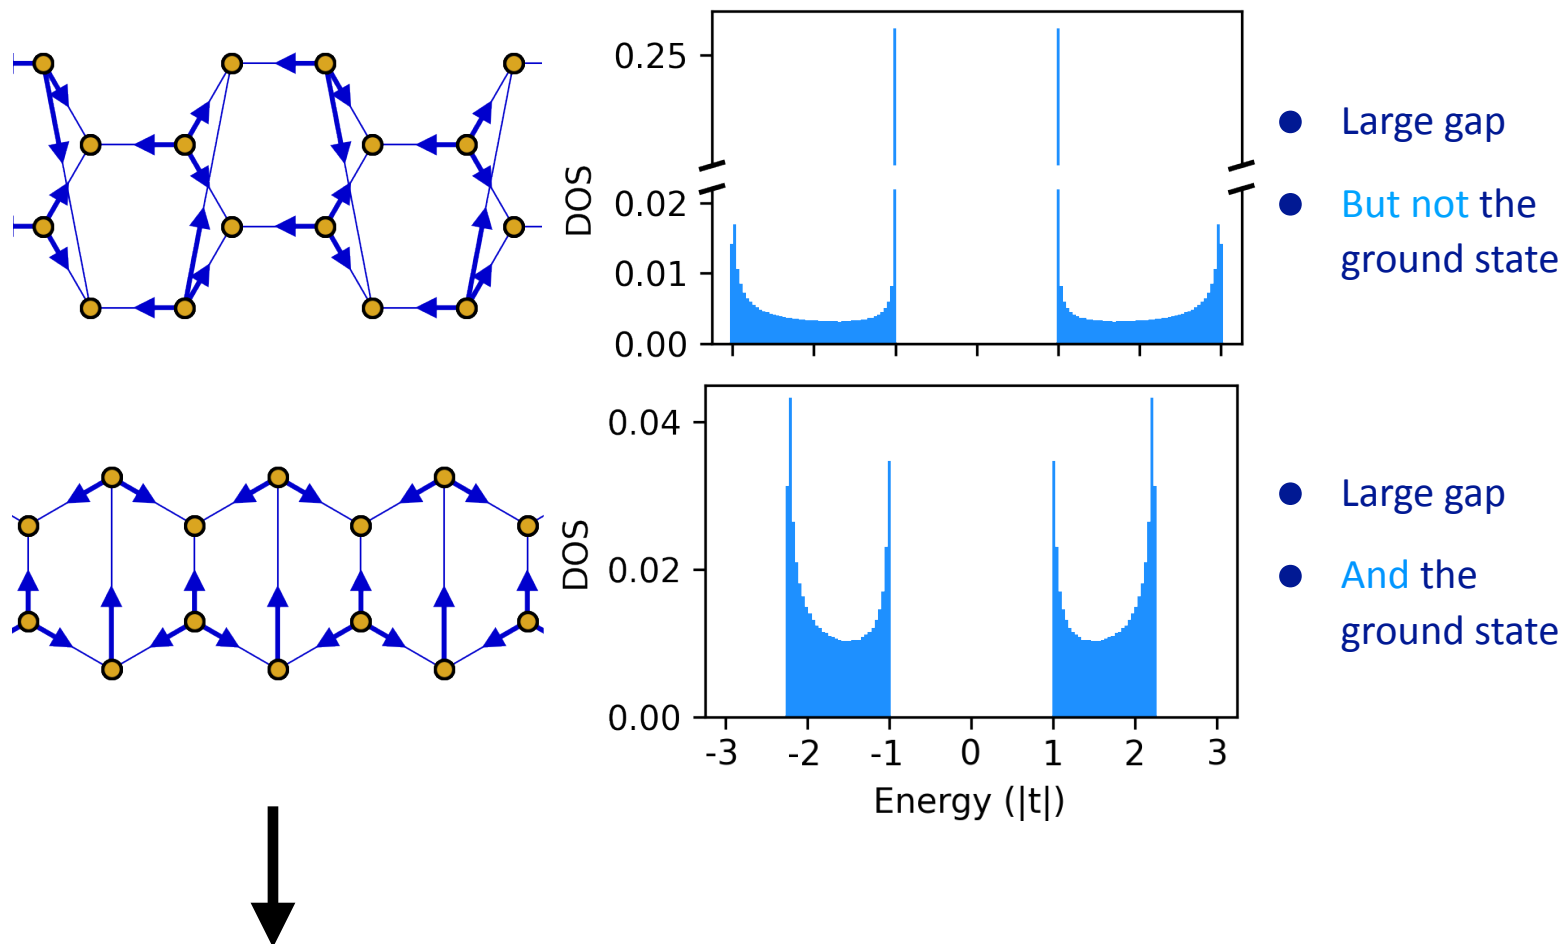 0.25
0.02
0.01
0.00
DOS
● Large gap
● But not the
ground state
0.04
0.02
0.00
DOS
-3 -2 -1 0 1 2 3
Energy (|t|)
● Large gap
● And the
ground state